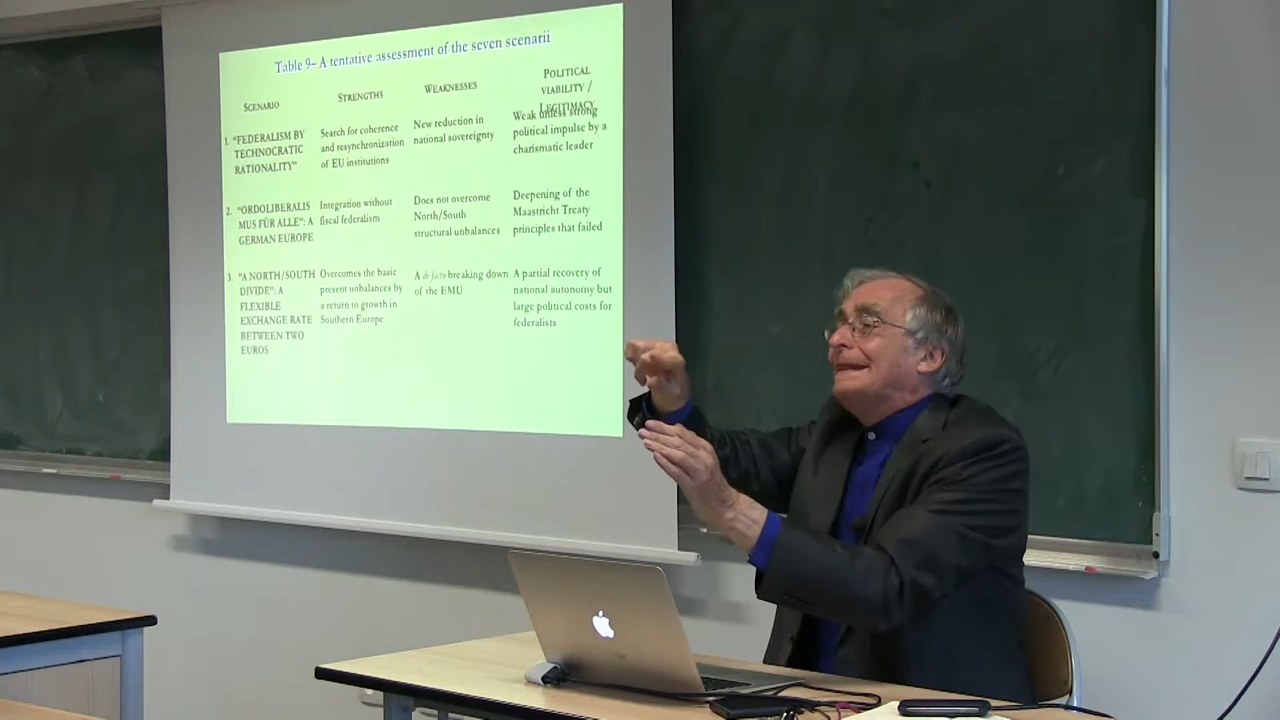 Table 9– A tentative assessment of the seven scenarii
SCENARIO
STRENGTHS
WEAKNESSES
POLITICAL
VIABILITY /
LEGITIMACY
1. "FEDERALISM BY
TECHNOCRATIC
RATIONALITY"
Search for coherence
and resynchronization
of EU institutions
New reduction in
national sovereignty
Weak unless strong
political impulse by a
charismatic leader
2. "ORDOLIBERALIS
MUS FÜR ALLE": A
GERMAN EUROPE
Integration without
fiscal federalism
Does not overcome
North/South
structural unbalances
Deepening of the
Maastricht Treaty
principles that failed
3. "A NORTH/SOUTH
DIVIDE": A
FLEXIBLE
EXCHANGE RATE
BETWEEN TWO
EUROS
Overcomes the basic
present unbalances by
a return to growth in
Southern Europe
A de facto breaking down
of the EMU
A partial recovery of
national autonomy but
large political costs for
federalists